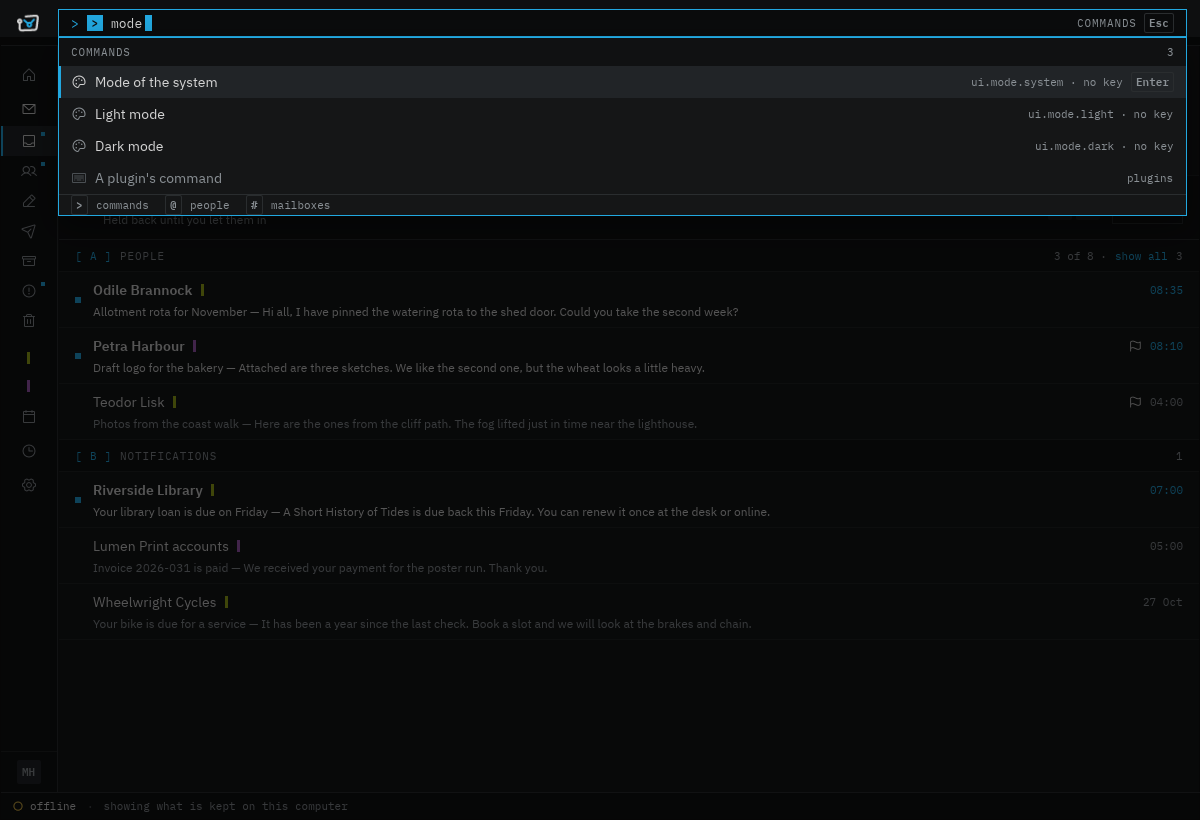 > > mode COMMANDS Esc
COMMANDS 3
Mode of the system ui.mode.system · no key Enter
Light mode ui.mode.light · no key
Dark mode ui.mode.dark · no key
A plugin's command plugins
> commands @ people # mailboxes
Held back until you let them in
[ A ] PEOPLE 3 of 8 · show all 3
Odile Brannock 08:35
Allotment rota for November — Hi all, I have pinned the watering rota to the shed door. Could you take the second week?
Petra Harbour 08:10
Draft logo for the bakery — Attached are three sketches. We like the second one, but the wheat looks a little heavy.
Teodor Lisk 04:00
Photos from the coast walk — Here are the ones from the cliff path. The fog lifted just in time near the lighthouse.
[ B ] NOTIFICATIONS 1
Riverside Library 07:00
Your library loan is due on Friday — A Short History of Tides is due back this Friday. You can renew it once at the desk or online.
Lumen Print accounts 05:00
Invoice 2026-031 is paid — We received your payment for the poster run. Thank you.
Wheelwright Cycles 27 Oct
Your bike is due for a service — It has been a year since the last check. Book a slot and we will look at the brakes and chain.
MH
offline · showing what is kept on this computer